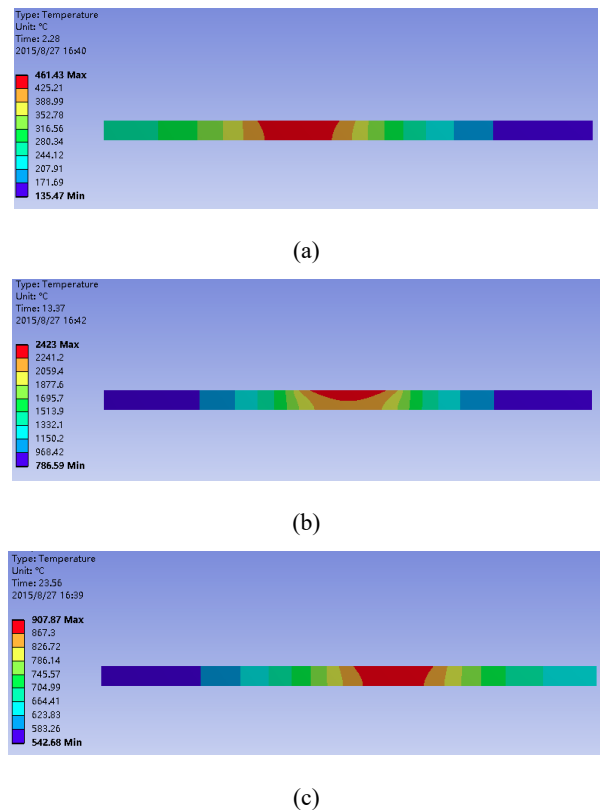 Type: Temperature
Unit: °C
Time: 2.28
2015/8/27 16:40
461.43 Max
425.21
388.99
352.78
316.56
280.34
244.12
207.91
171.69
135.47 Min
(a)
Type: Temperature
Unit: °C
Time: 13.37
2015/8/27 16:42
2423 Max
2241.2
2059.4
1877.6
1695.7
1513.9
1332.1
1150.2
968.42
786.59 Min
(b)
Type: Temperature
Unit: °C
Time: 23.56
2015/8/27 16:39
907.87 Max
867.3
826.72
786.14
745.57
704.99
664.41
623.83
583.26
542.68 Min
(c)